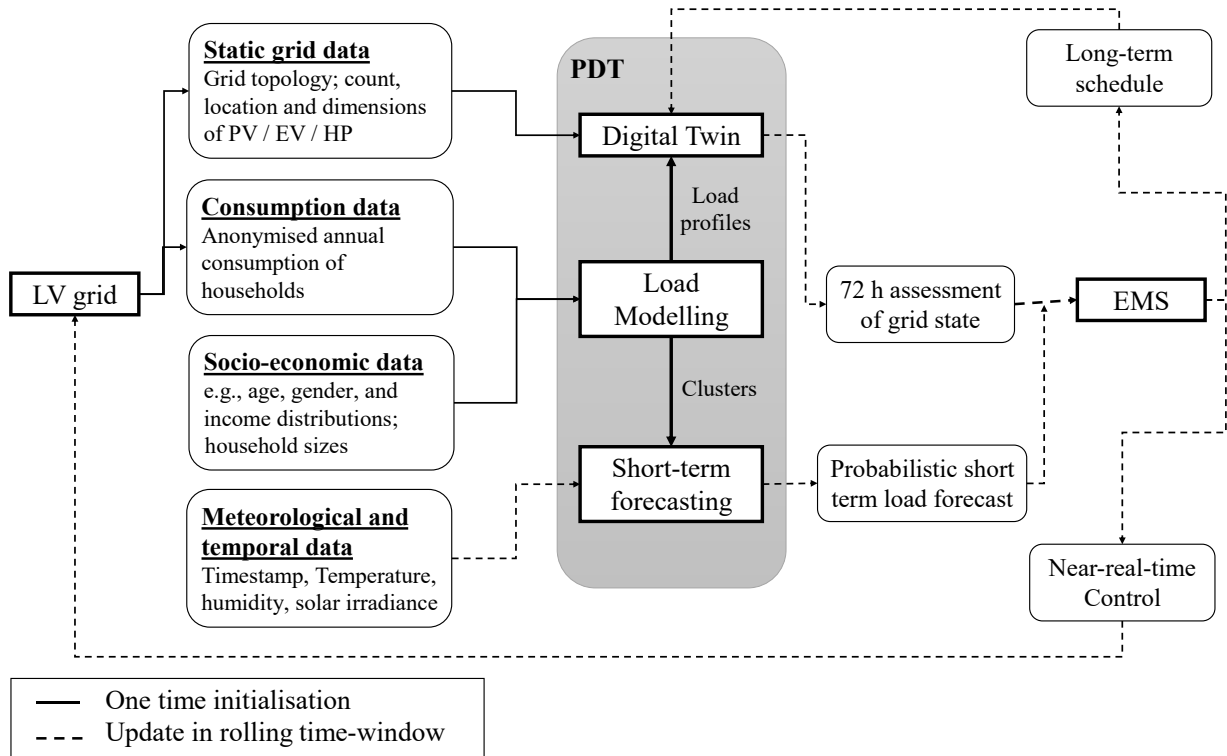 Static grid data
Grid topology; count,
location and dimensions
of PV / EV / HP
Consumption data
Anonymised annual
consumption of
households
LV grid
Socio-economic data
e.g., age, gender, and
income distributions;
household sizes
Meteorological and
temporal data
Timestamp, Temperature,
humidity, solar irradiance
PDT
Digital Twin
Load
profiles
Load
Modelling
Clusters
Short-term
forecasting
72 h assessment
of grid state
Probabilistic short
term load forecast
EMS
Long-term
schedule
Near-real-time
Control
One time initialisation
Update in rolling time-window